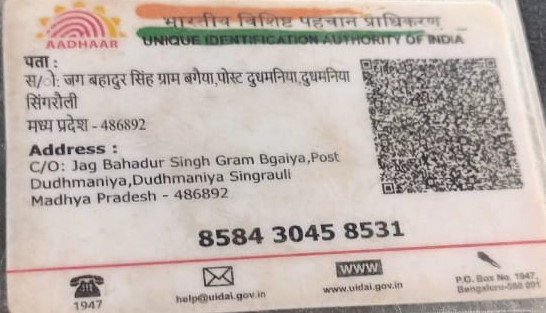 भारतीय विशिष्ट पहचान प्राधिकरण
AADHAAR
UNIQUE IDENTIFICATION AUTHORITY OF INDIA
पता :
स/ो: जग बहादुर सिंह ग्राम बगैया,पोस्ट दुधमनिया,दुधमनिया
सिंगरौली
मध्य प्रदेश - 486892
Address :
C/O: Jag Bahadur Singh Gram Bgaiya,Post
Dudhmaniya,Dudhmaniya Singrauli
Madhya Pradesh - 486892
8584 3045 8531
1947
help@uidai.gov.in
WWW
www.uidai.gov.in
P.O. Box No. 1947,
Bengaluru-560 001